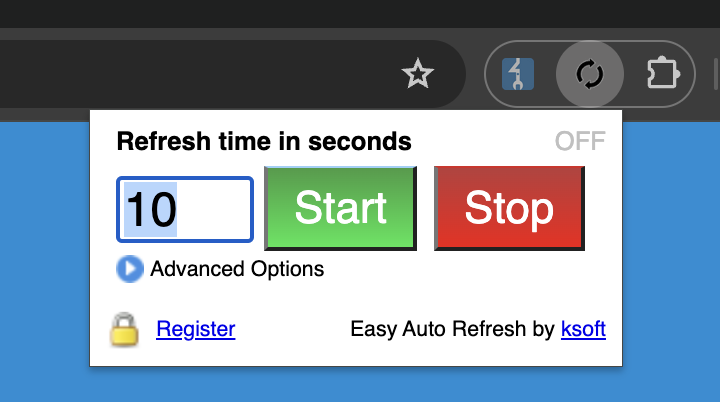 Refresh time in seconds OFF
10 Start Stop
Advanced Options
Register Easy Auto Refresh by ksoft